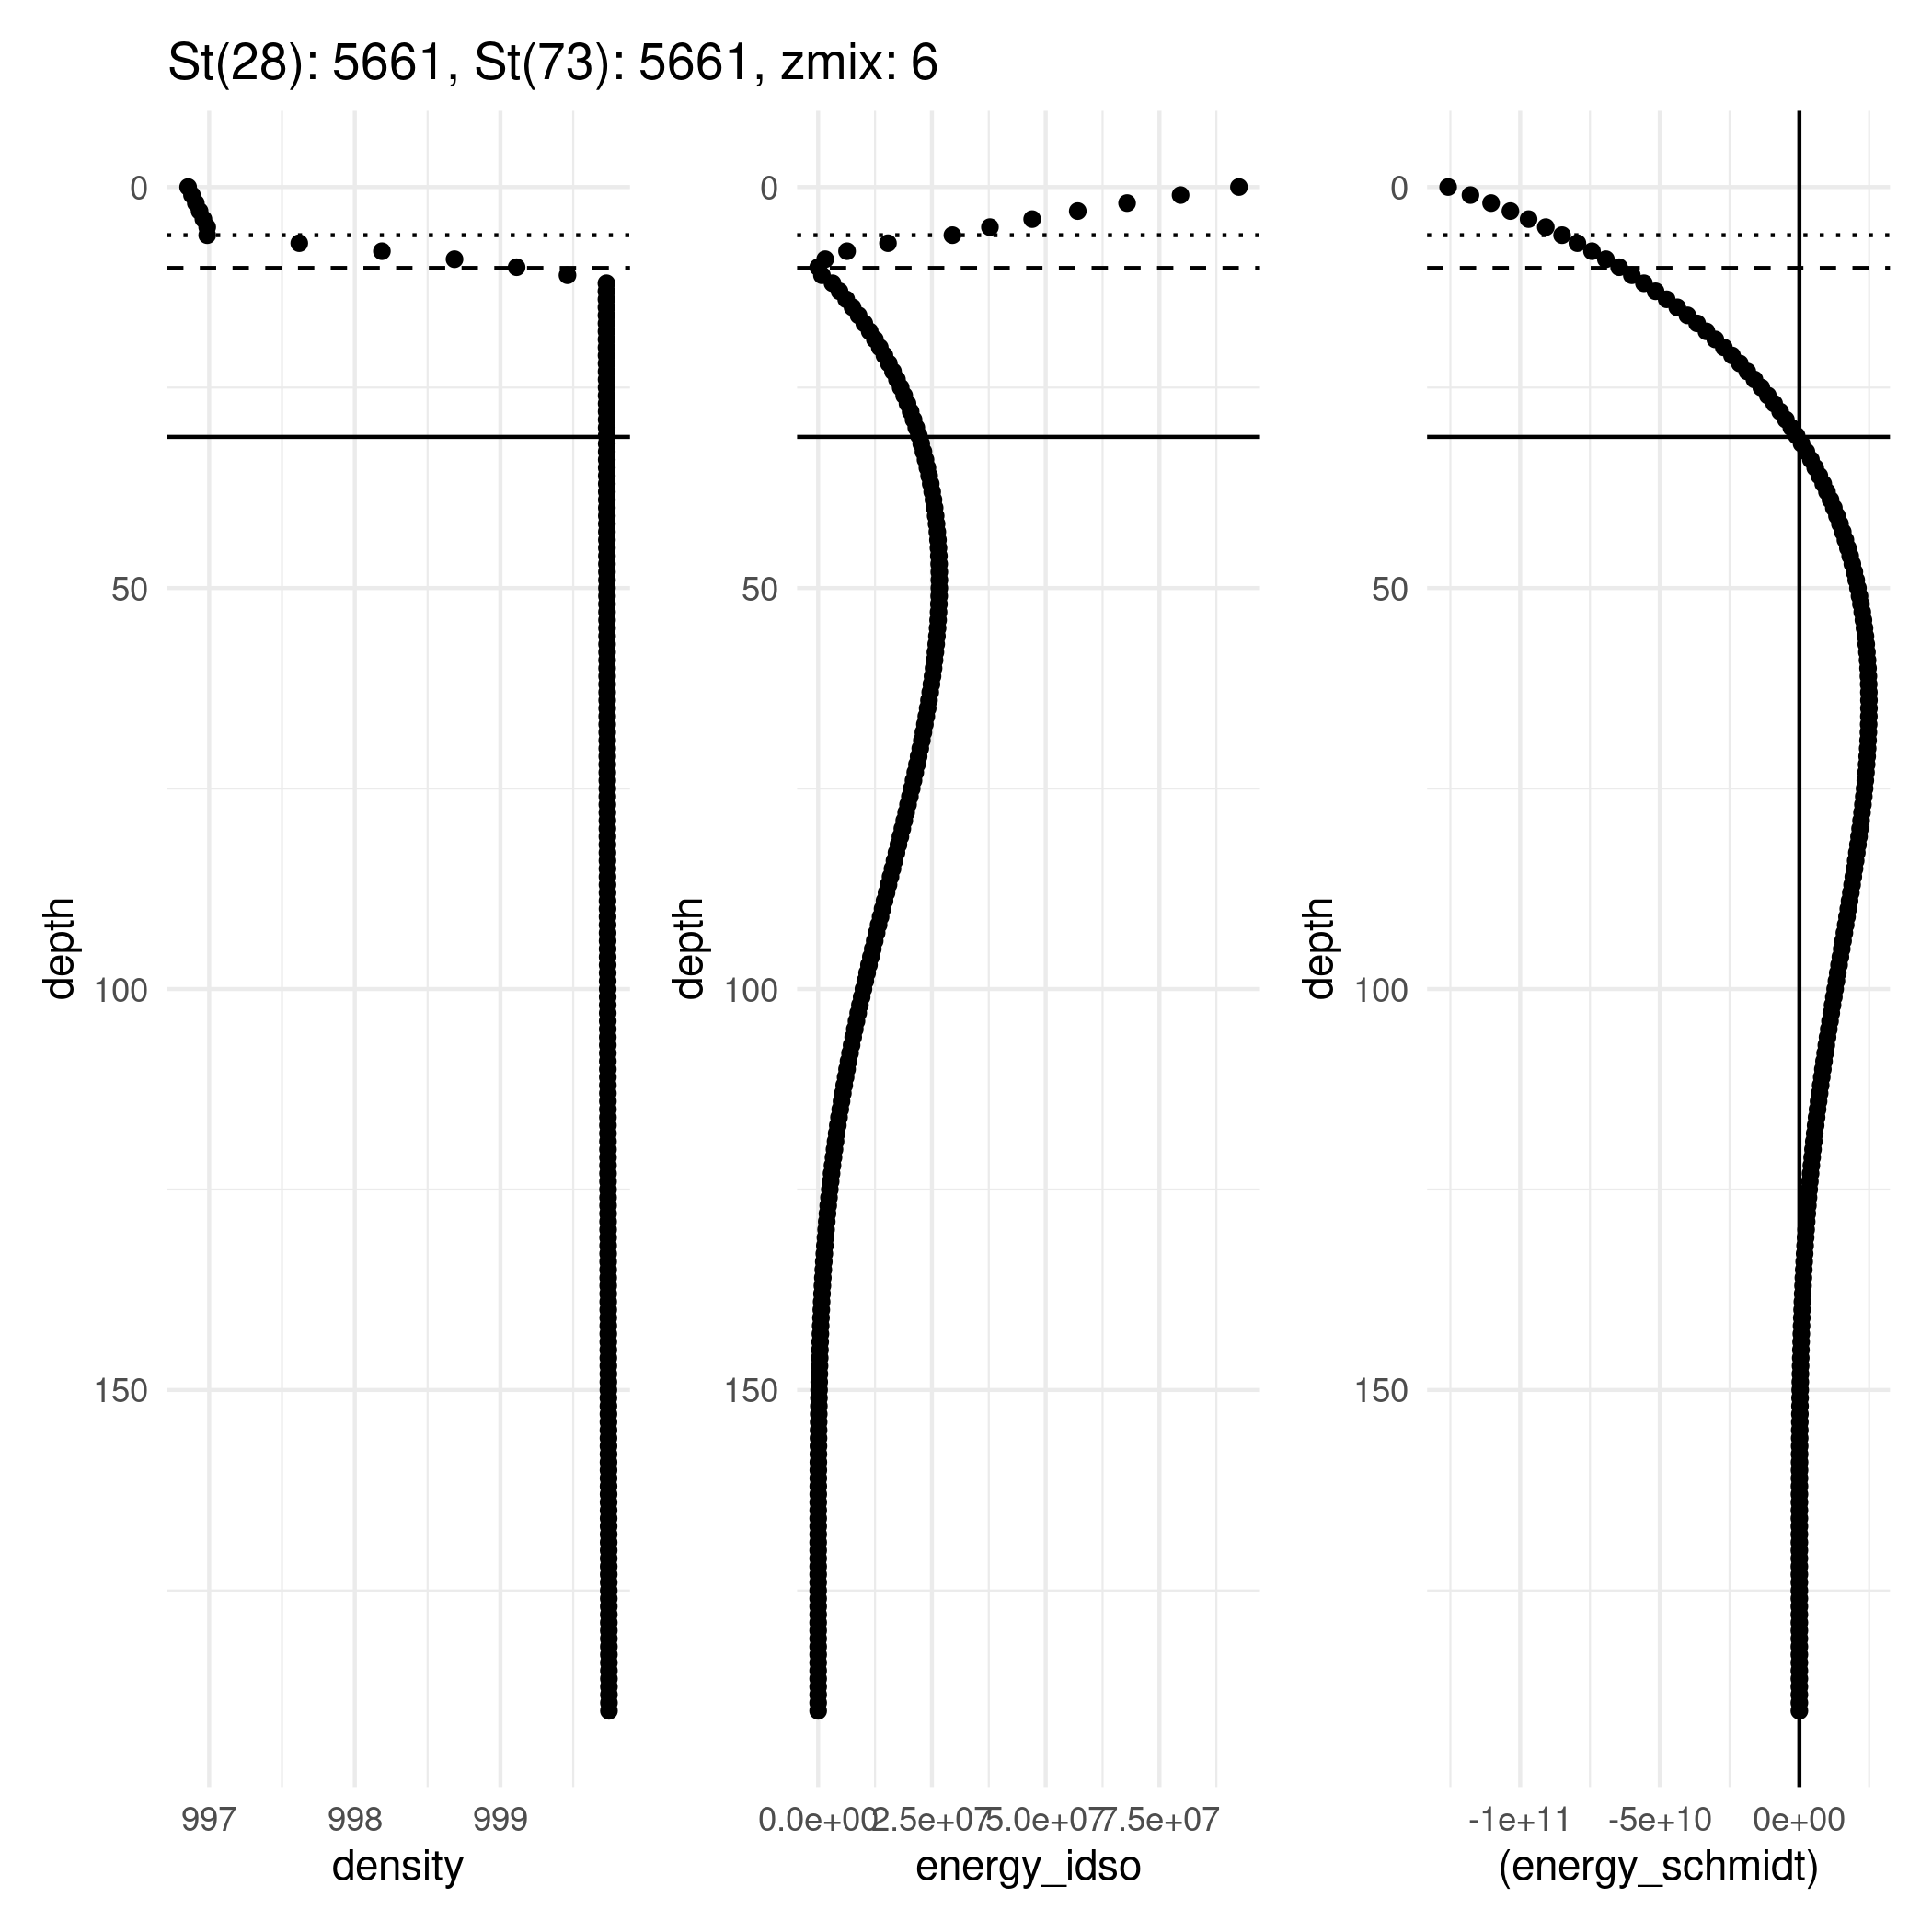 St(28): 5661, St(73): 5661, zmix: 6
depth
0
50
100
150
997 998 999
density
depth
0
50
100
150
0.0e+00 2.5e+07 5.0e+07 7.5e+07
energy_idso
depth
0
50
100
150
-1e+11 -5e+10 0e+00
(energy_schmidt)